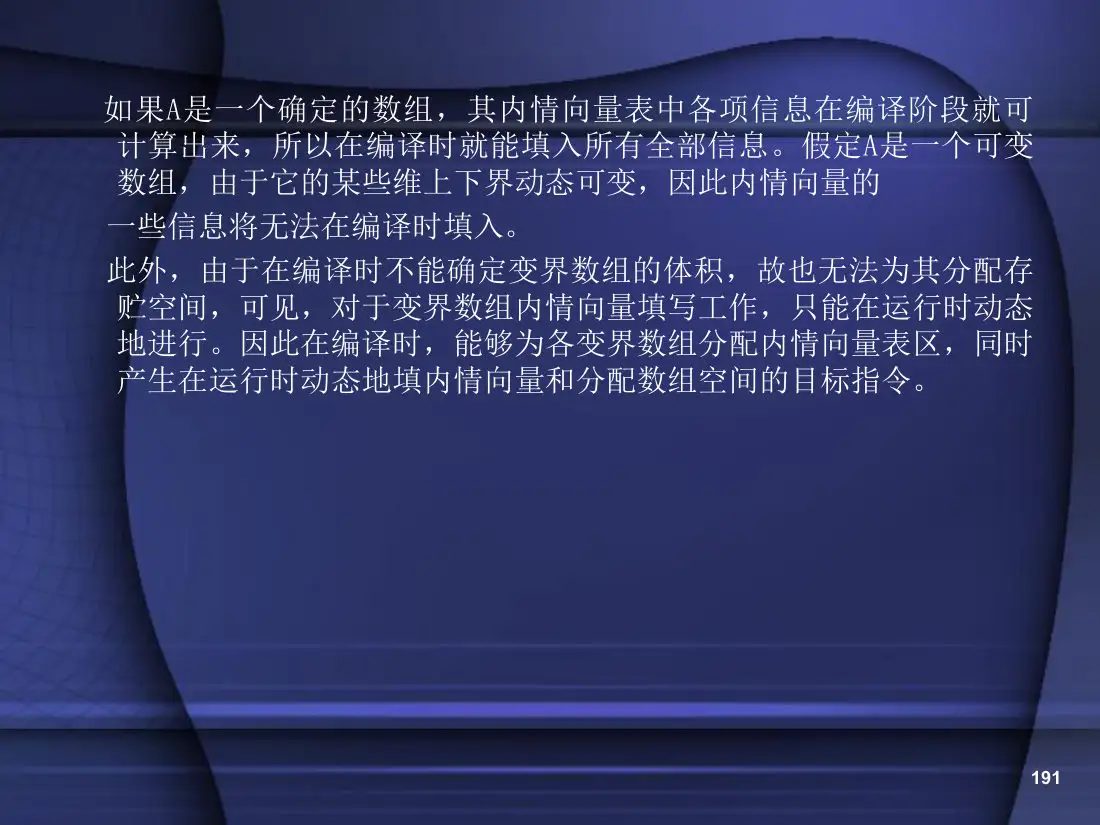 如果A是一个确定的数组，其内情向量表中各项信息在编译阶段就可
计算出来，所以在编译时就能填入所有全部信息。假定A是一个可变
数组，由于它的某些维上下界动态可变，因此内情向量的
一些信息将无法在编译时填入。
此外，由于在编译时不能确定变界数组的体积，故也无法为其分配存
贮空间，可见，对于变界数组内情向量填写工作，只能在运行时动态
地进行。因此在编译时，能够为各变界数组分配内情向量表区，同时
产生在运行时动态地填内情向量和分配数组空间的目标指令。
191